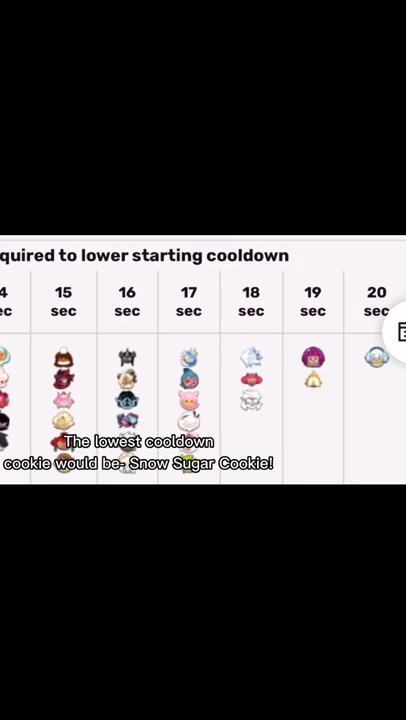 quired to lower starting cooldown
4 15 16 17 18 19 20
ec sec sec sec sec sec sec
The lowest cooldown
cookie would be- Snow Sugar Cookie!